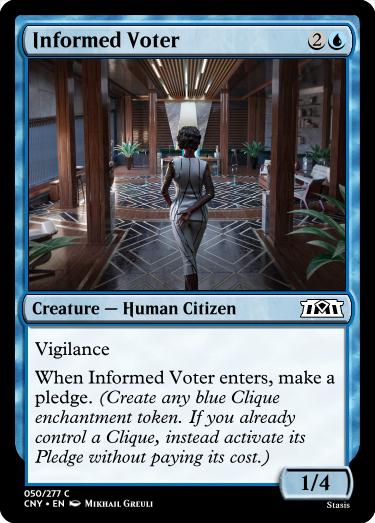 Informed Voter 2
Creature — Human Citizen
Vigilance
When Informed Voter enters, make a
pledge. (Create any blue Clique
enchantment token. If you already
control a Clique, instead activate its
Pledge without paying its cost.)
1/4
050/277 C
CNY • EN Mikhail Greuli
Stasis